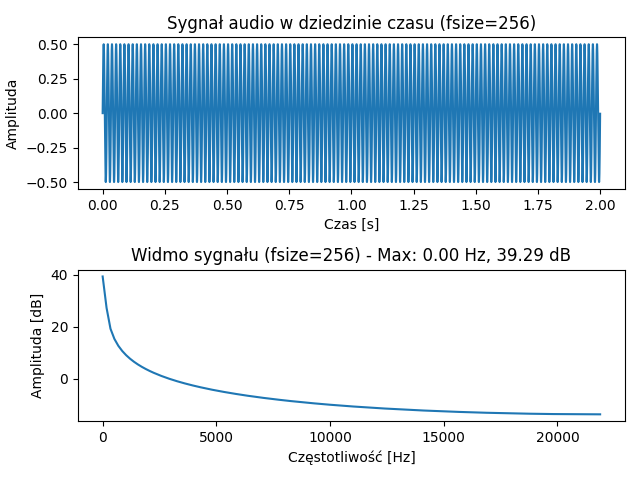 Sygnał audio w dziedzinie czasu (fsize=256)
0.50
0.25
0.00
−0.25
−0.50
Amplituda
0.00 0.25 0.50 0.75 1.00 1.25 1.50 1.75 2.00
Czas [s]
Widmo sygnału (fsize=256) - Max: 0.00 Hz, 39.29 dB
40
20
0
Amplituda [dB]
0 5000 10000 15000 20000
Częstotliwość [Hz]